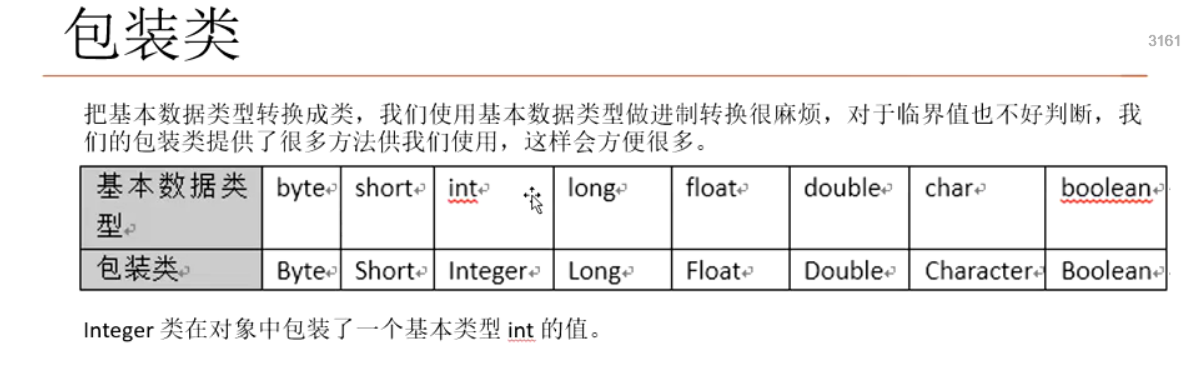 包装类
3161
把基本数据类型转换成类，我们使用基本数据类型做进制转换很麻烦，对于临界值也不好判断，我
们的包装类提供了很多方法供我们使用，这样会方便很多。
基本数据类型 byte short int long float double char boolean
包装类 Byte Short Integer Long Float Double Character Boolean
Integer 类在对象中包装了一个基本类型 int 的值。